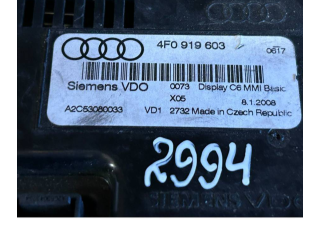 4F0 919 603
0617
Siemens VDO 0073 Display C6 MMI Basic
X05 8.1.2008
A2C53080033 VD1 2732 Made in Czech Republic
2994
SIEMENS